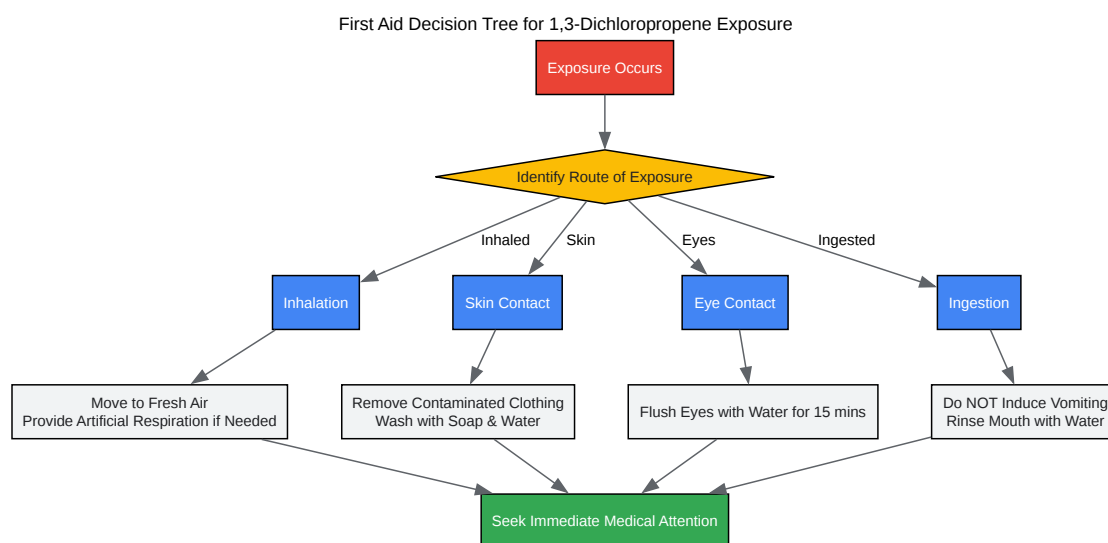 First Aid Decision Tree for 1,3-Dichloropropene Exposure
Exposure Occurs
Identify Route of Exposure
Inhaled
Skin
Eyes
Ingested
Inhalation
Skin Contact
Eye Contact
Ingestion
Move to Fresh Air
Provide Artificial Respiration if Needed
Remove Contaminated Clothing
Wash with Soap & Water
Flush Eyes with Water for 15 mins
Do NOT Induce Vomiting
Rinse Mouth with Water
Seek Immediate Medical Attention